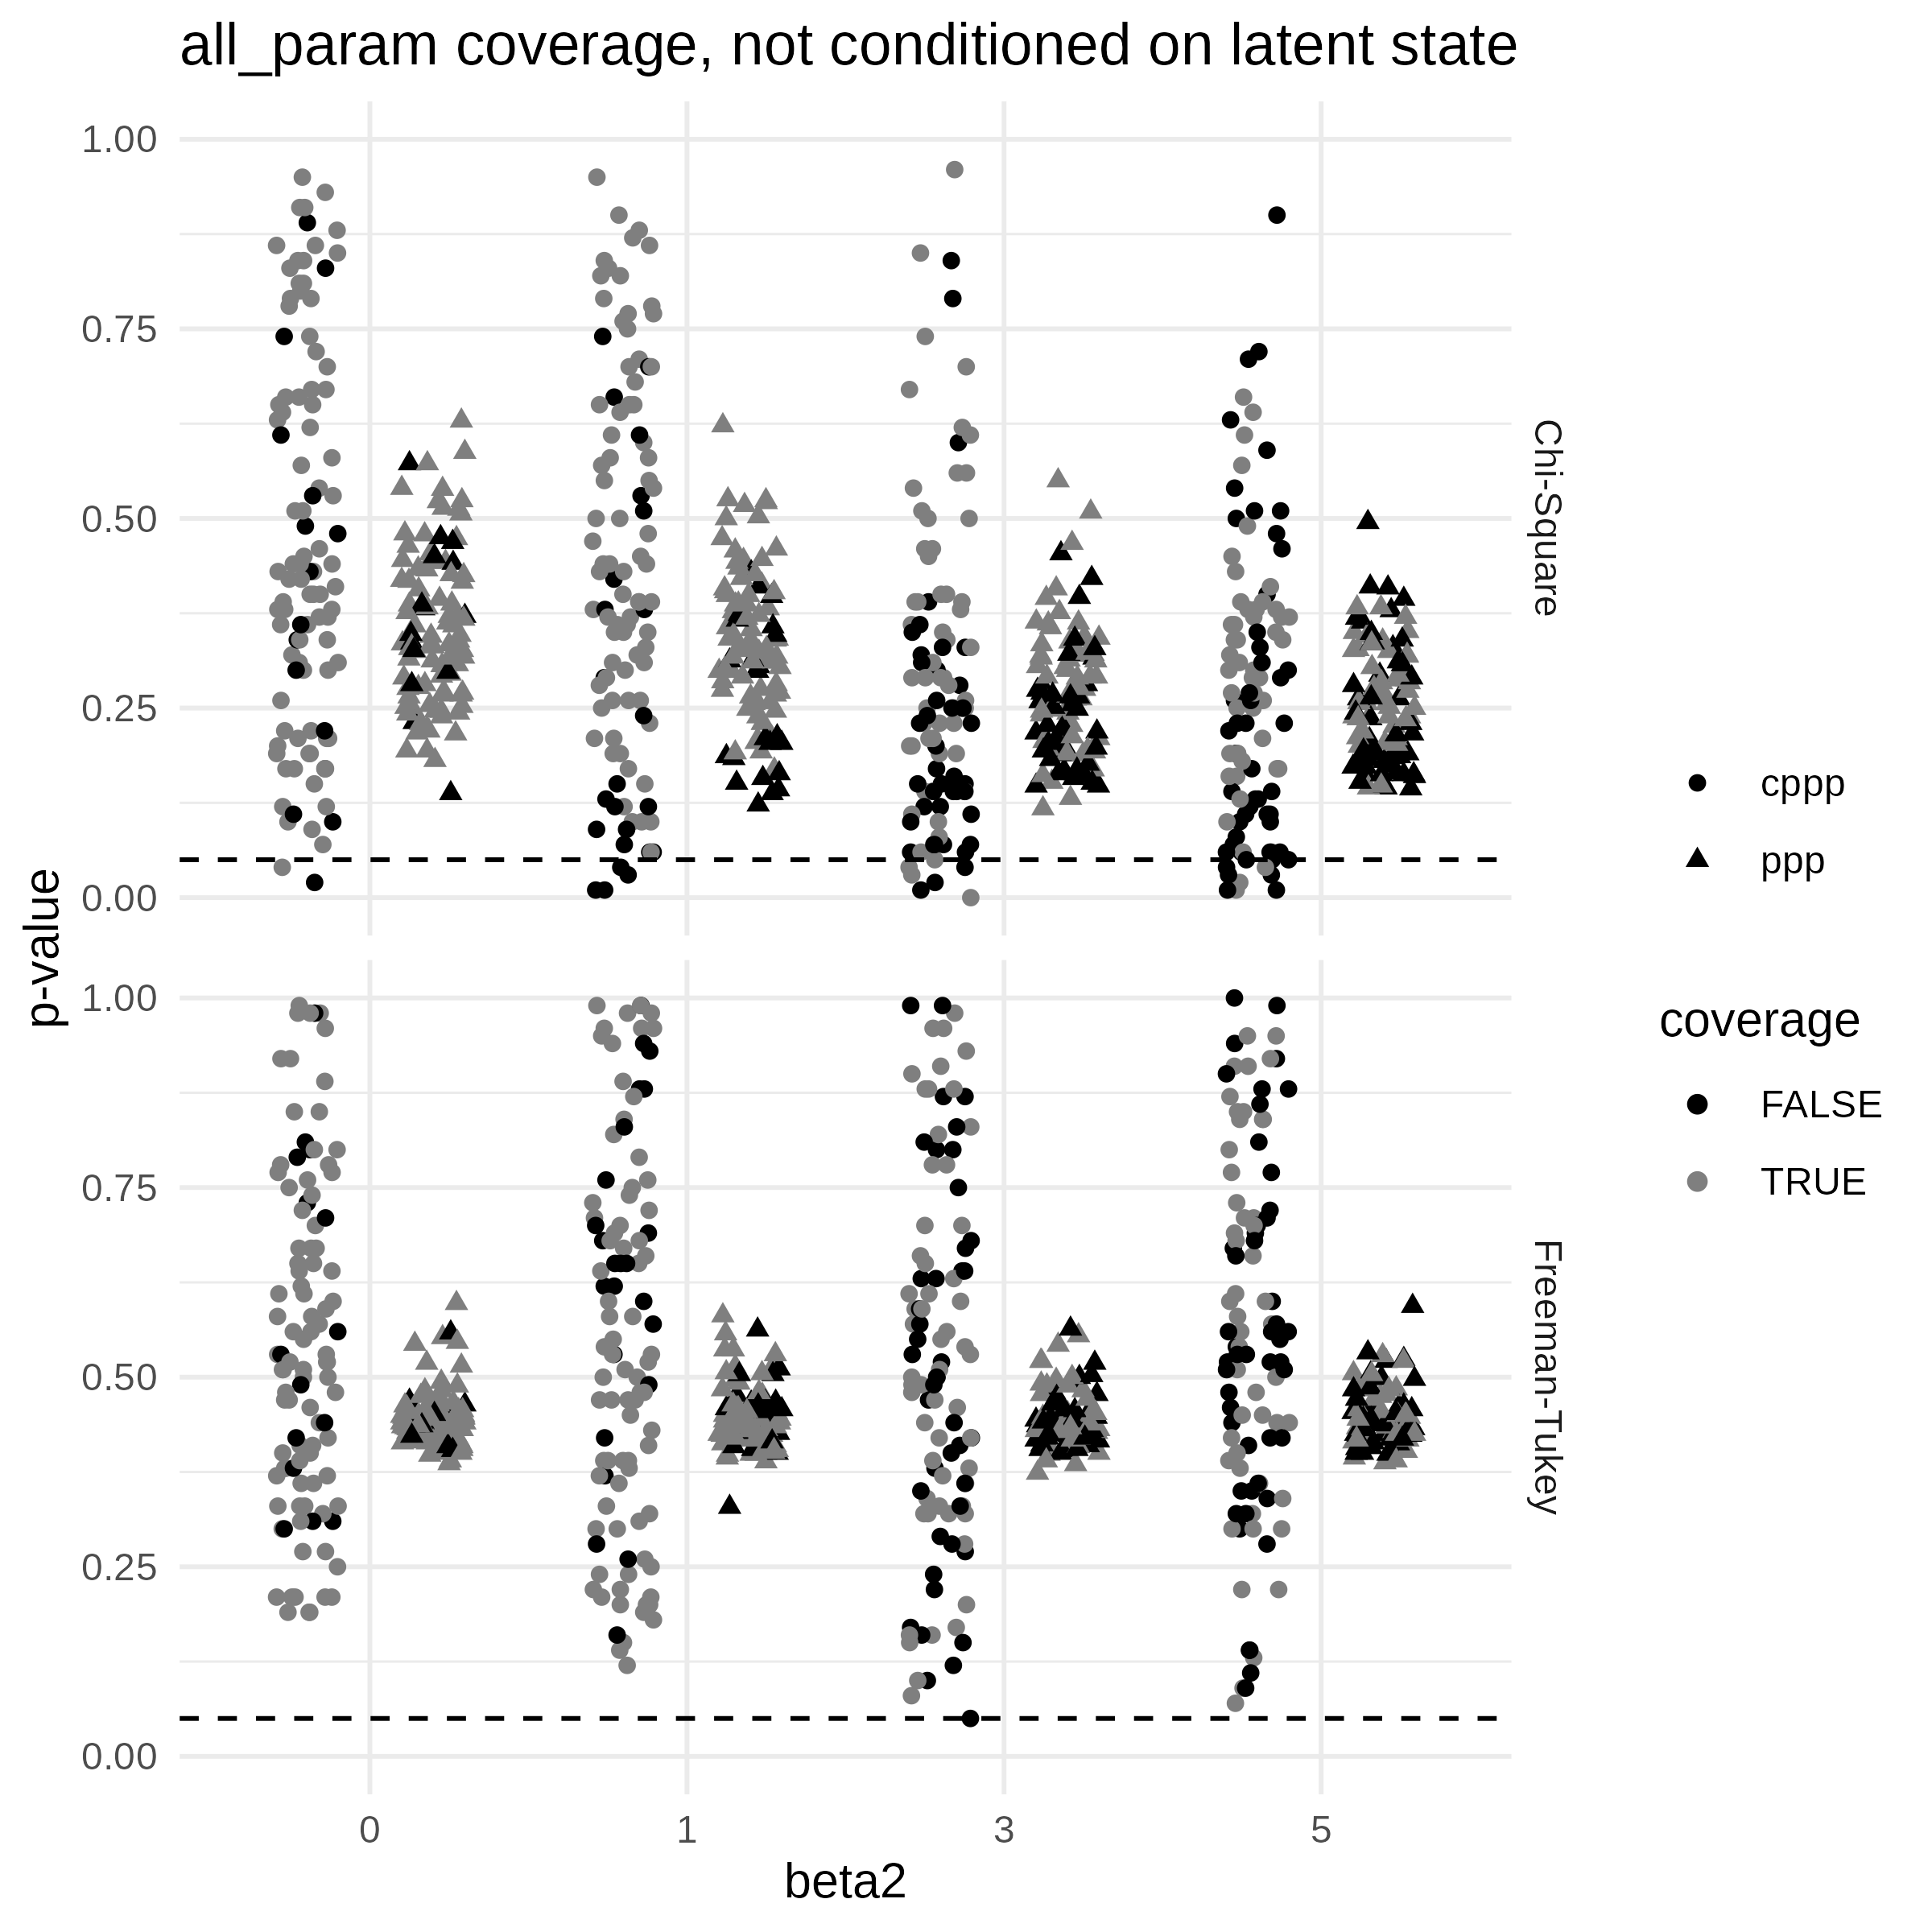 all_param coverage, not conditioned on latent state
1.00
0.75
0.50
0.25
0.00
Chi-Square
1.00
0.75
0.50
0.25
0.00
Freeman-Tukey
p-value
0
1
3
5
beta2
cppp
ppp
coverage
FALSE
TRUE